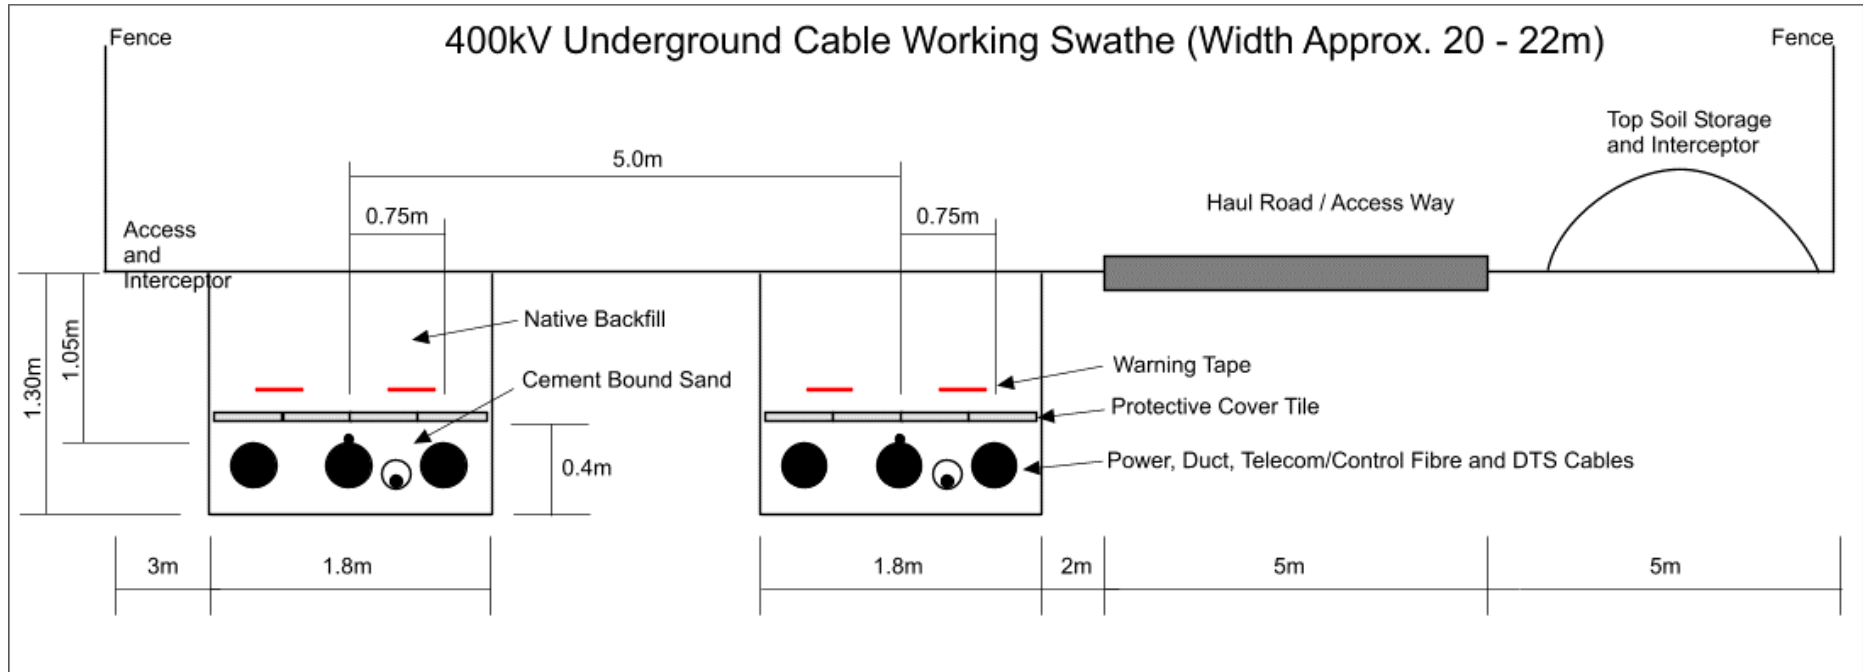 Fence
400kV Underground Cable Working Swathe (Width Approx. 20 - 22m)
Fence
Top Soil Storage
and Interceptor
5.0m
Haul Road / Access Way
0.75m
0.75m
Access
and
Interceptor
Native Backfill
1.05m
1.30m
Warning Tape
Cement Bound Sand
Protective Cover Tile
0.4m
Power, Duct, Telecom/Control Fibre and DTS Cables
3m
1.8m
1.8m
2m
5m
5m